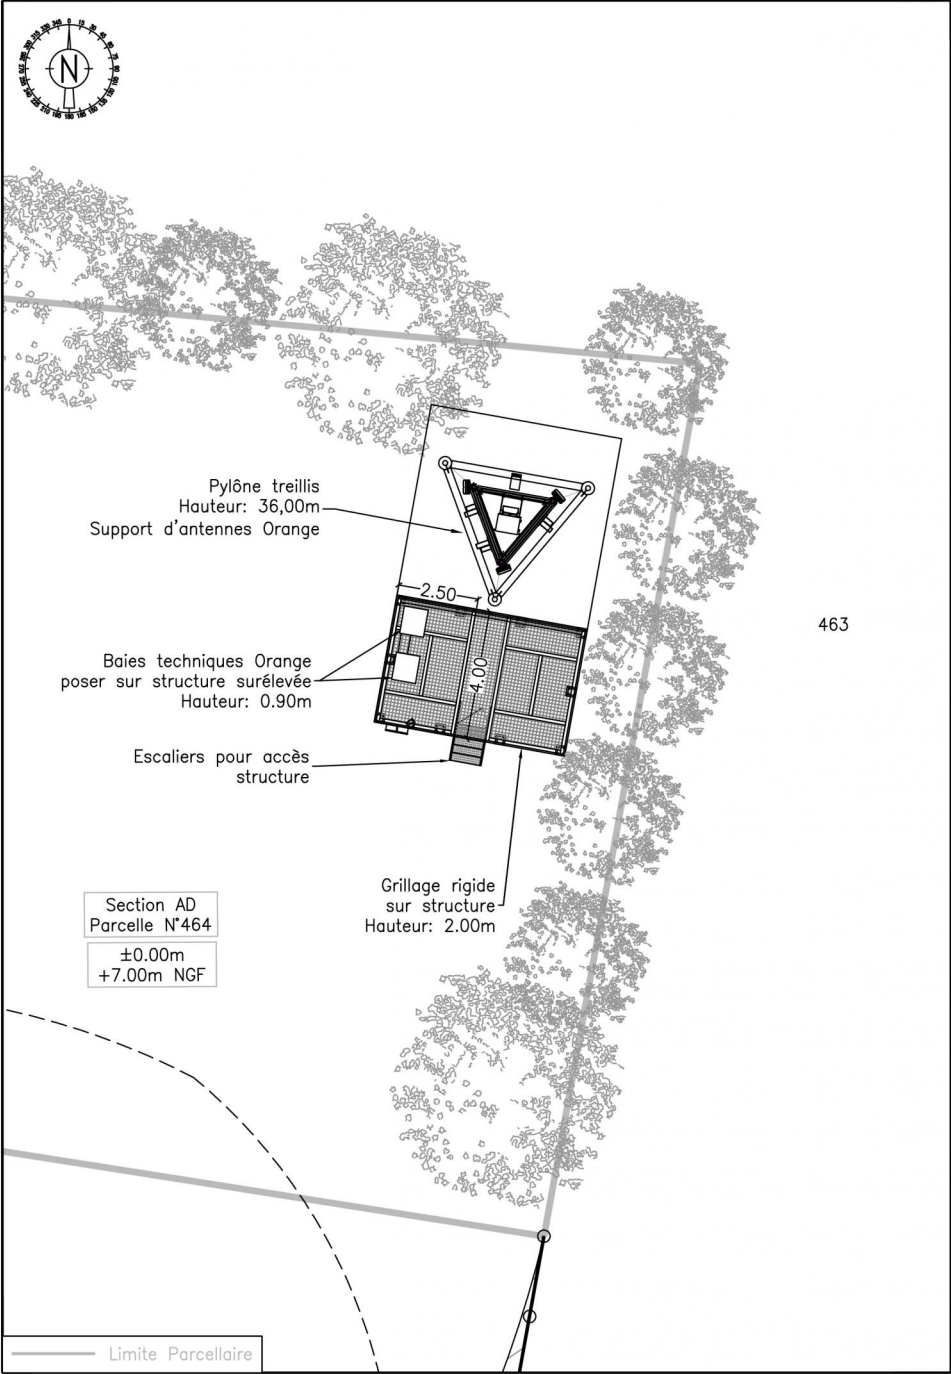 N
Pylône treillis
Hauteur: 36,00m
Support d'antennes Orange
2.50
463
4.00
Baies techniques Orange
poser sur structure surélevée
Hauteur: 0.90m
Escaliers pour accès
structure
Grillage rigide
sur structure
Hauteur: 2.00m
Section AD
Parcelle N°464
±0.00m
+7.00m NGF
Limite Parcellaire